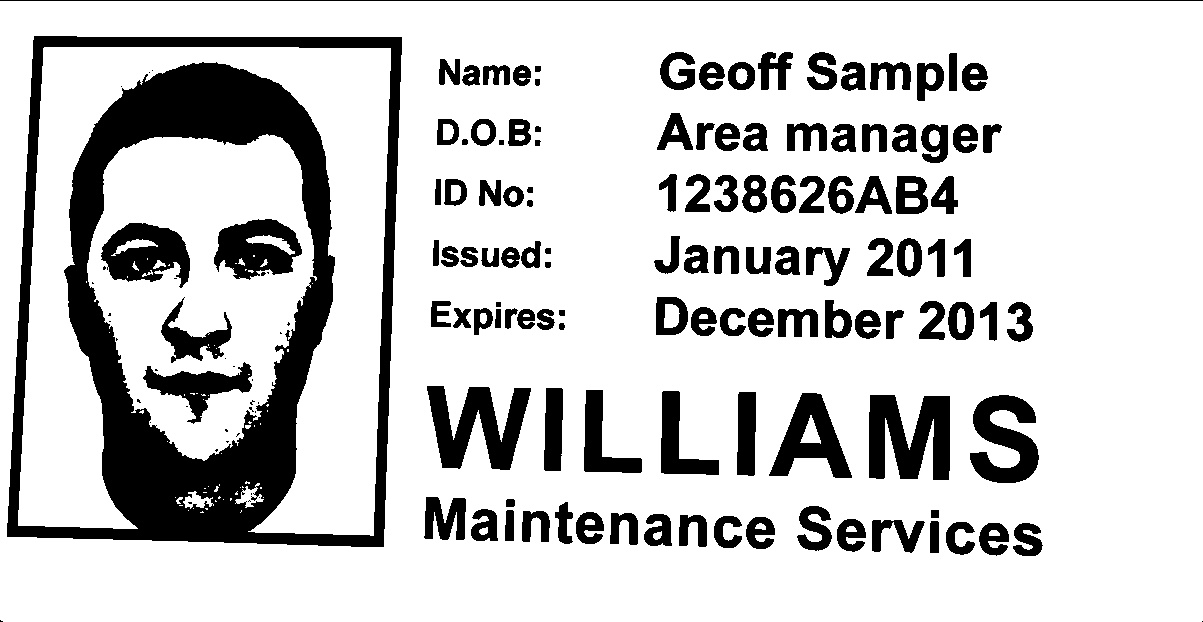 Name: Geoff Sample
D.O.B: Area manager
ID No: 1238626AB4
Issued: January 2011
Expires: December 2013
WILLIAMS
Maintenance Services